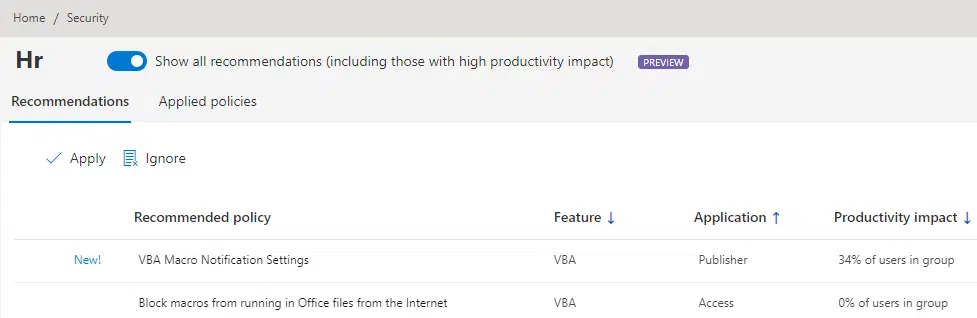 Home / Security
Hr Show all recommendations (including those with high productivity impact) PREVIEW
Recommendations Applied policies
Apply Ignore
Recommended policy Feature ↓ Application ↑ Productivity impact ↓
New! VBA Macro Notification Settings VBA Publisher 34% of users in group
Block macros from running in Office files from the Internet VBA Access 0% of users in group